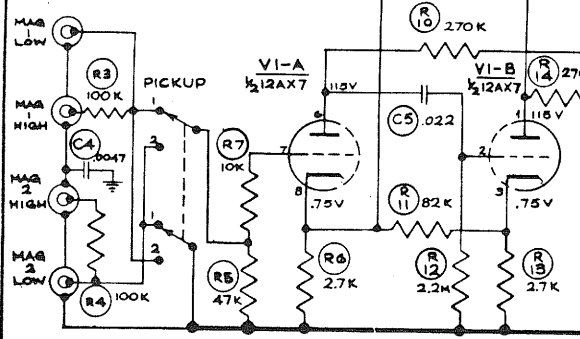 MAG
1
LOW
R3
100K
PICKUP
1
2
MAG
1
HIGH
C4
.0047
MAG
2
HIGH
1
2
MAG
2
LOW
R4
100K
R7
10K
R5
47K
V1-A
½12AX7
115V
6
7
8
.75V
R6
2.7K
C5
.022
R
10
270K
R
11
82K
R
12
2.2M
V1-B
½12AX7
1
115V
2
3
.75V
R
13
2.7K
R
14